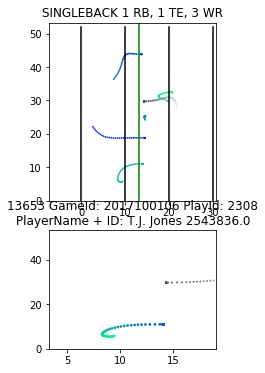 SINGLEBACK 1 RB, 1 TE, 3 WR
50
40
30
20
10
0
0 10 20 30
13653 GameId: 2017100106 PlayId: 2308
PlayerName + ID: T.J. Jones 2543836.0
40
20
0
5 10 15